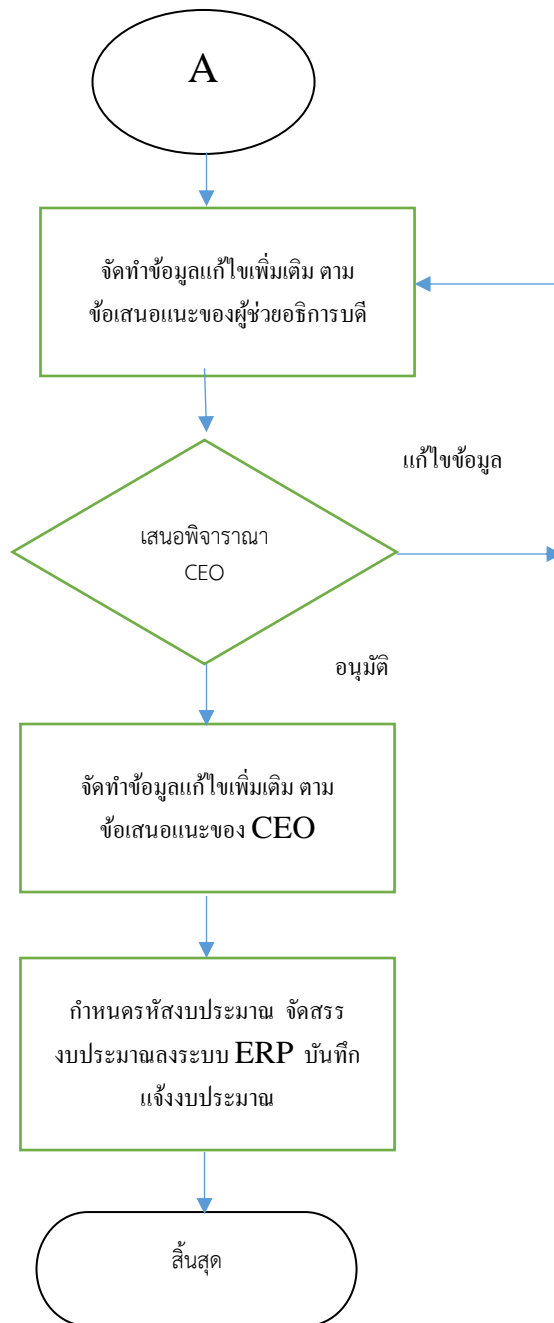 A
จัดทำข้อมูลแก้ไขเพิ่มเติม ตาม
ข้อเสนอแนะของผู้ช่วยอธิการบดี
แก้ไขข้อมูล
เสนอพิจาราณา
CEO
อนุมัติ
จัดทำข้อมูลแก้ไขเพิ่มเติม ตาม
ข้อเสนอแนะของ CEO
กำหนดรหัสงบประมาณ จัดสรร
งบประมาณลงระบบ ERP บันทึก
แจ้งงบประมาณ
สิ้นสุด